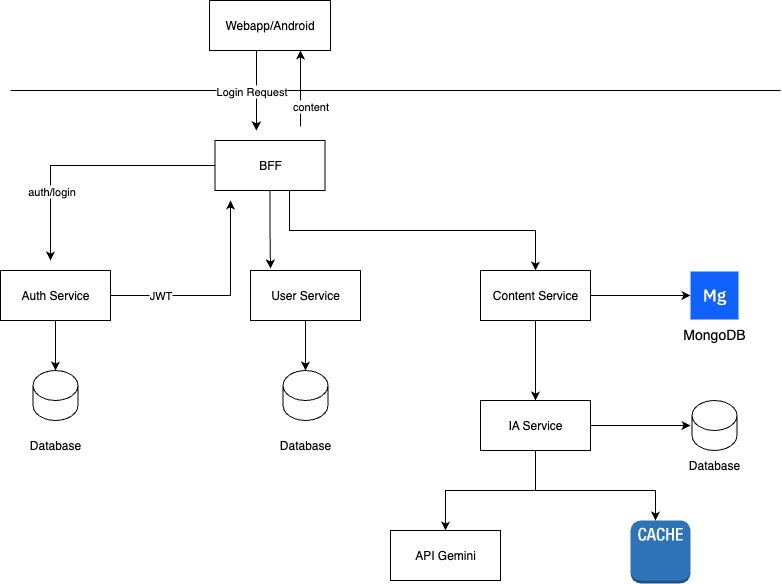 Webapp/Android
Login Request
content
BFF
auth/login
Auth Service
JWT
User Service
Content Service
Mg
MongoDB
Database
Database
IA Service
Database
API Gemini
CACHE